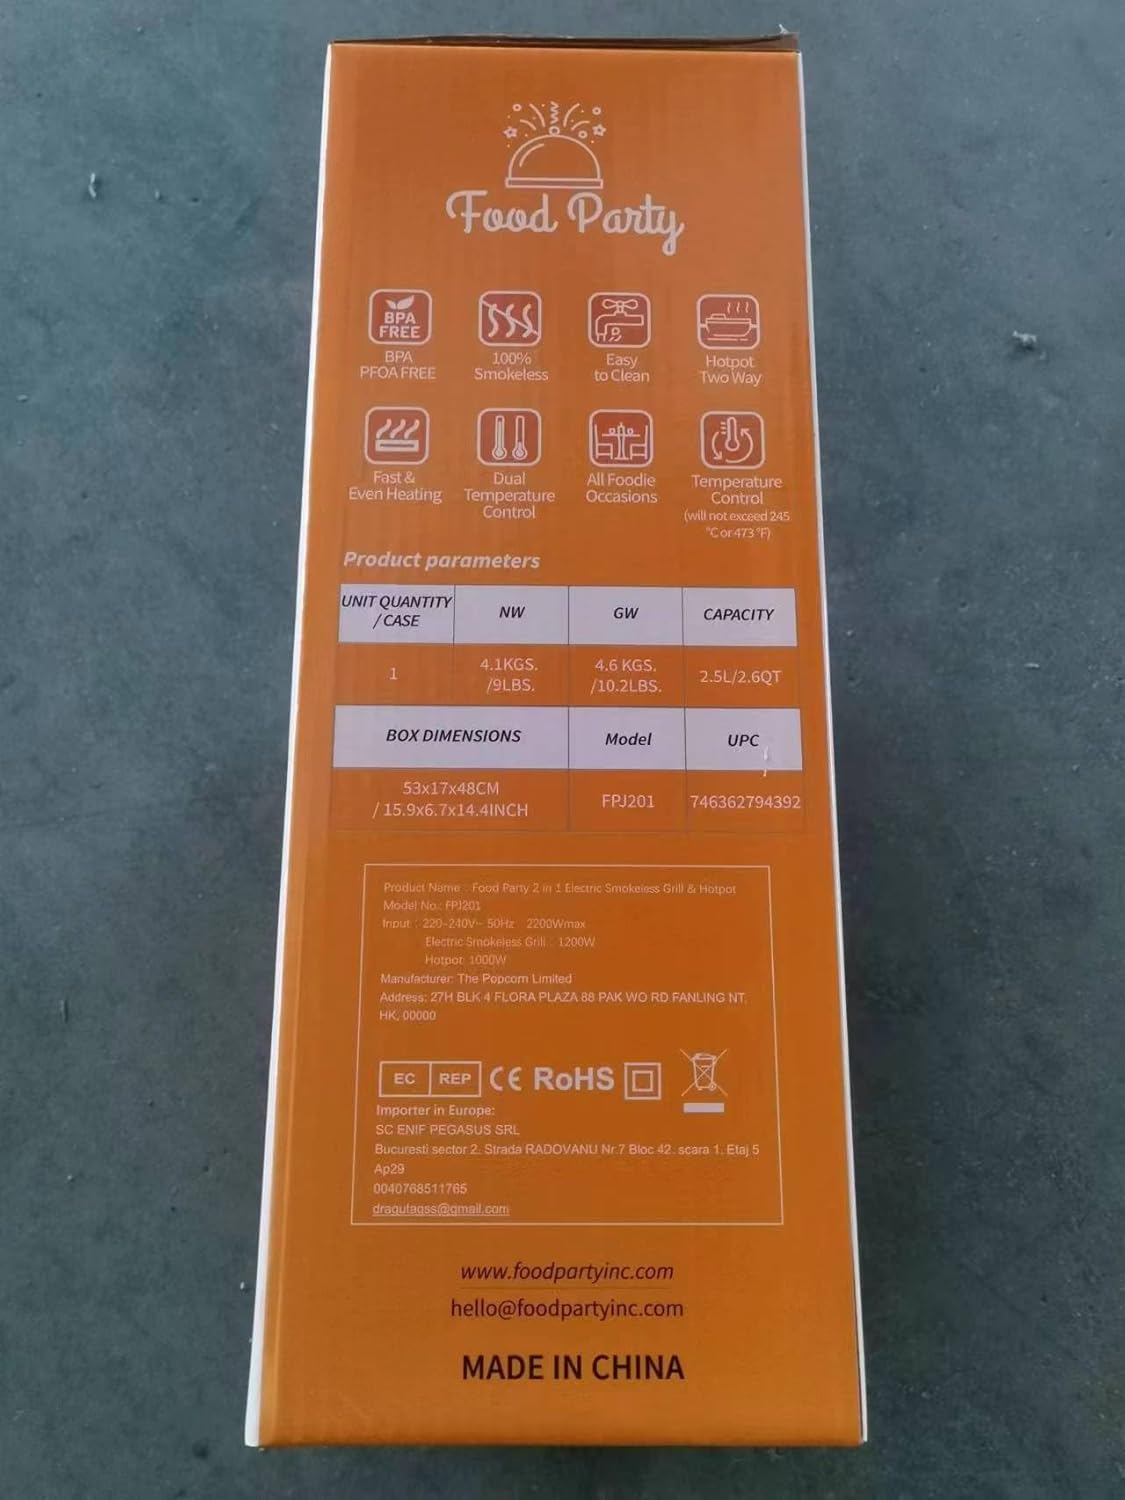 Food Party
BPA
FREE
BPA
PFOA FREE
100%
Smokeless
Easy
to Clean
Hotpot
Two Way
Fast &
Even Heating
Dual
Temperature
Control
All Foodie
Occasions
Temperature
Control
(will not exceed 245
°C or 473 °F)
Product parameters
UNIT QUANTITY
/ CASE
NW
GW
CAPACITY
1
4.1KGS.
/9LBS.
4.6 KGS.
/10.2LBS.
2.5L/2.6QT
BOX DIMENSIONS
Model
UPC
53x17x48CM
/ 15.9x6.7x14.4INCH
FPJ201
746362794392
Product Name : Food Party 2 in 1 Electric Smokeless Grill & Hotpot
Model No.: FPJ201
Input : 220-240V~ 50Hz 2200Wmax
Electric Smokeless Grill : 1200W
Hotpot: 1000W
Manufacturer: The Popcorn Limited
Address: 27H BLK 4 FLORA PLAZA 88 PAK WO RD FANLING NT,
HK, 00000
EC REP CE RoHS
Importer in Europe:
SC ENIF PEGASUS SRL
Bucuresti sector 2. Strada RADOVANU Nr.7 Bloc 42. scara 1. Etaj 5
Ap29
0040768511765
dragutagss@gmail.com
www.foodpartyinc.com
hello@foodpartyinc.com
MADE IN CHINA